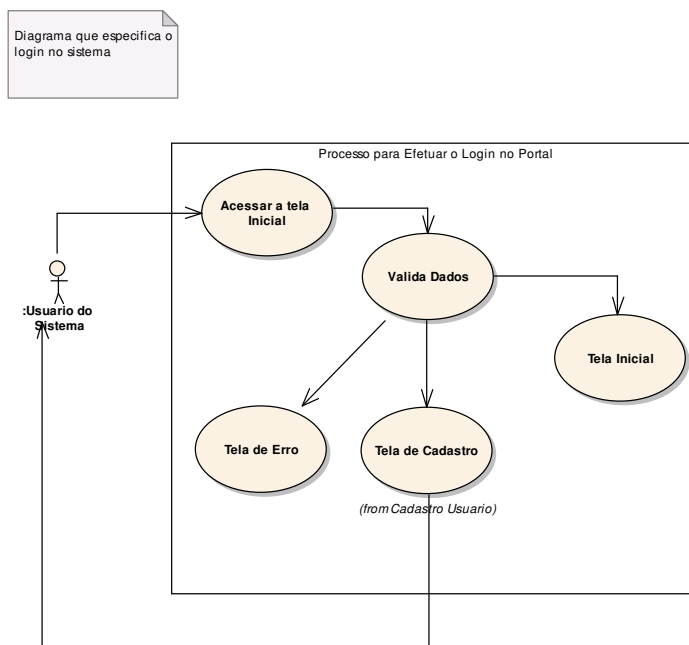 Diagrama que especifica o
login no sistema
Processo para Efetuar o Login no Portal
Acessar a tela
Inicial
Valida Dados
:Usuario do
Sistema
Tela Inicial
Tela de Erro
Tela de Cadastro
(from Cadastro Usuario)